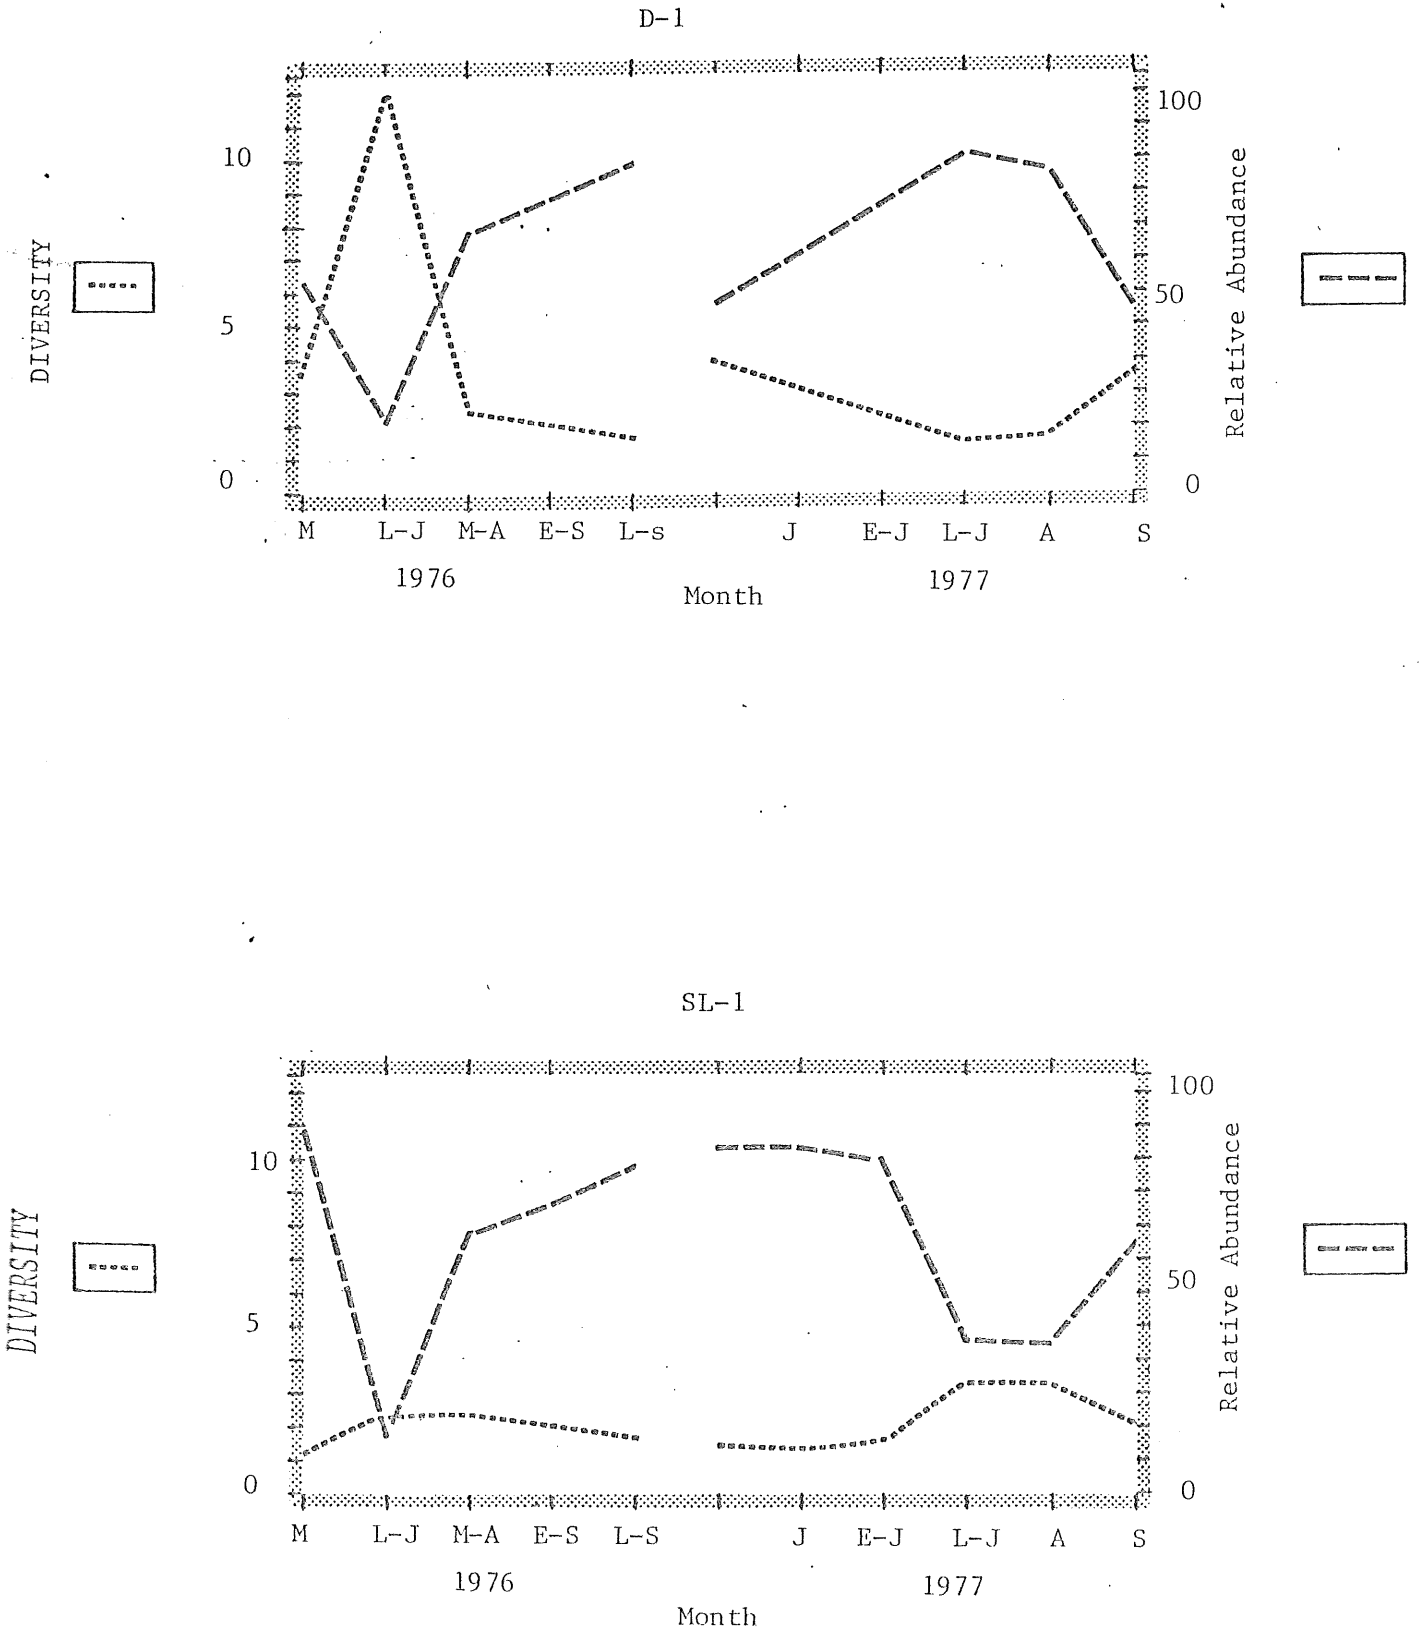 D-1
100
10
DIVERSITY
Relative Abundance
50
5
0
0
M L-J M-A E-S L-s J E-J L-J A S
1976 1977
Month
SL-1
100
10
DIVERSITY
Relative Abundance
50
5
0
0
M L-J M-A E-S L-S J E-J L-J A S
1976 1977
Month